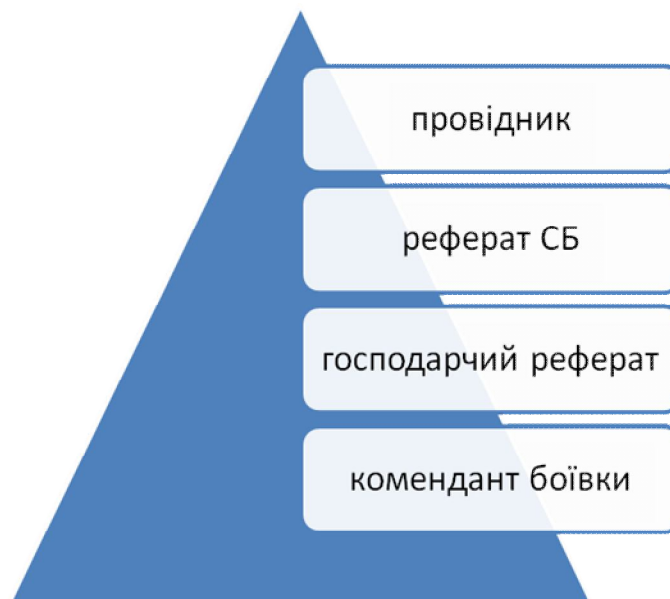 провідник
реферат СБ
господарчий реферат
комендант боївки